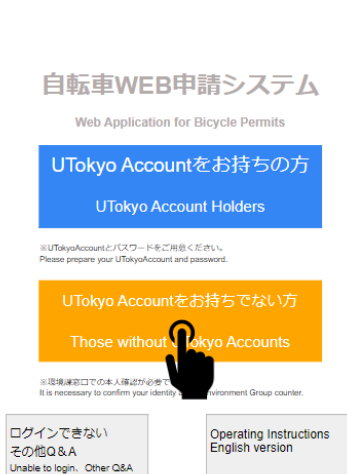 自転車WEB申請システム
Web Application for Bicycle Permits
UTokyo Accountをお持ちの方
UTokyo Account Holders
※UTokyoAccountとパスワードをご用意ください。
Please prepare your UTokyoAccount and password.
UTokyo Accountをお持ちでない方
Those without UTokyo Accounts
※環境課窓口での本人確認が必要で
It is necessary to confirm your identity Environment Group counter.
ログインできない
その他Q&A
Unable to login. Other Q&A
Operating Instructions
English version